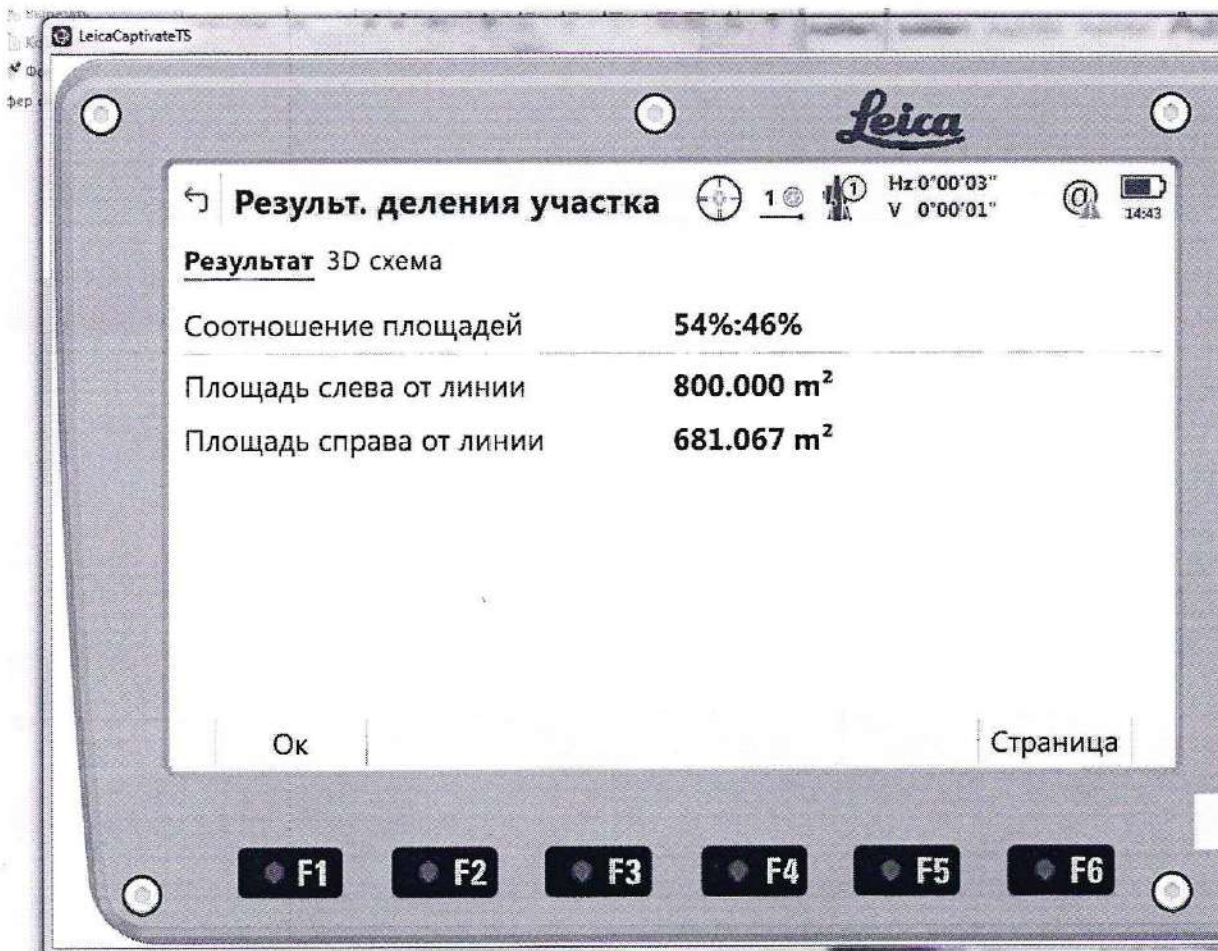 LeicaCaptivateTS
Leica
Результ. деления участка
1
1
Hz 0°00'03"
V 0°00'01"
@
14:43
Результат 3D схема
Соотношение площадей 54%:46%
Площадь слева от линии 800.000 m²
Площадь справа от линии 681.067 m²
Ок Страница
F1 F2 F3 F4 F5 F6